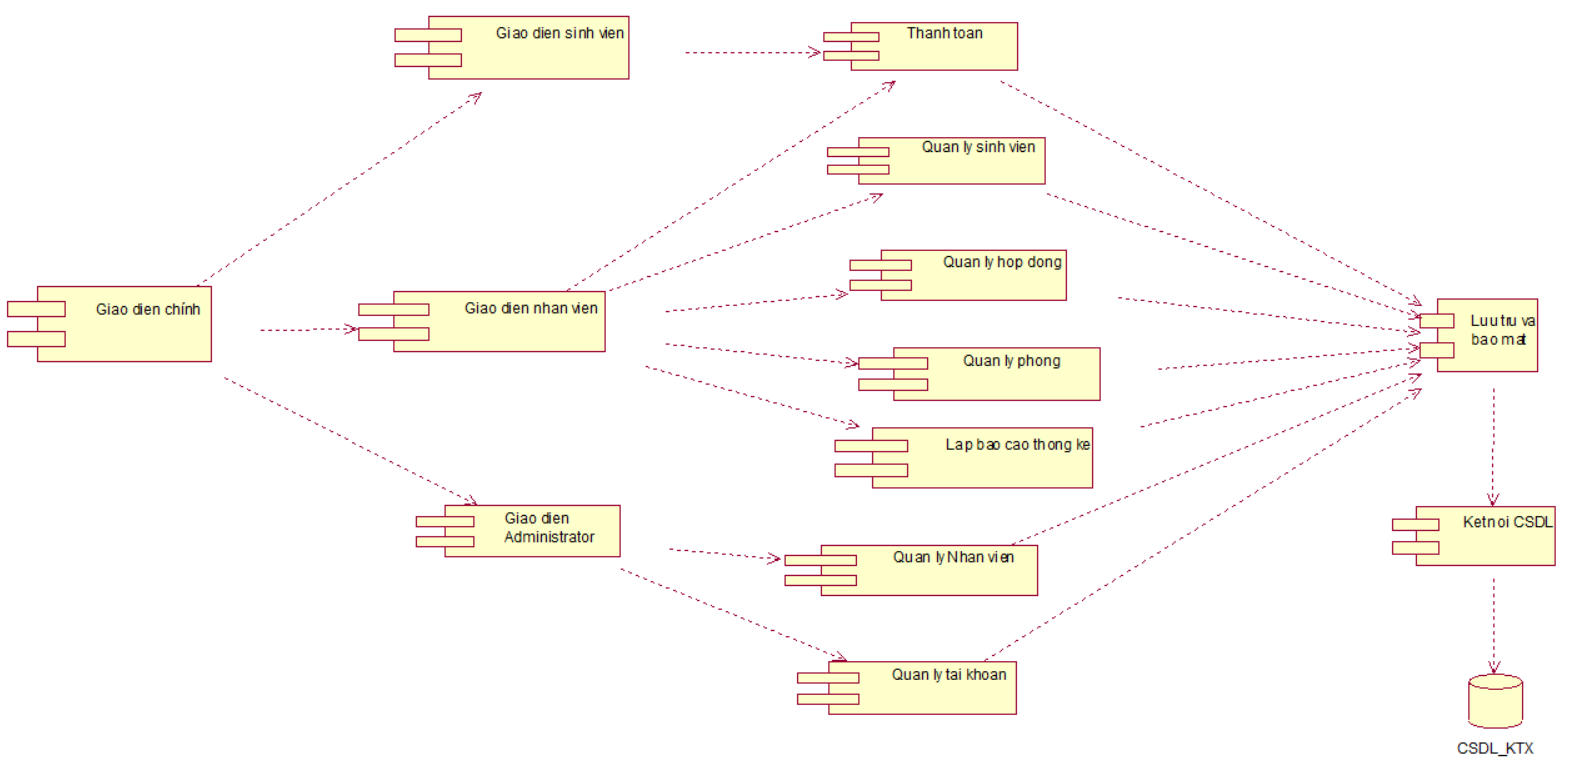 Giao dien sinh vien
Thanh toan
Quan ly sinh vien
Quan ly hop dong
Giao dien chính
Giao dien nhan vien
Luu tru va
bao mat
Quan ly phong
Lap bao cao thong ke
Giao dien
Administrator
Ket noi CSDL
Quan ly Nhan vien
Quan ly tai khoan
CSDL_KTX